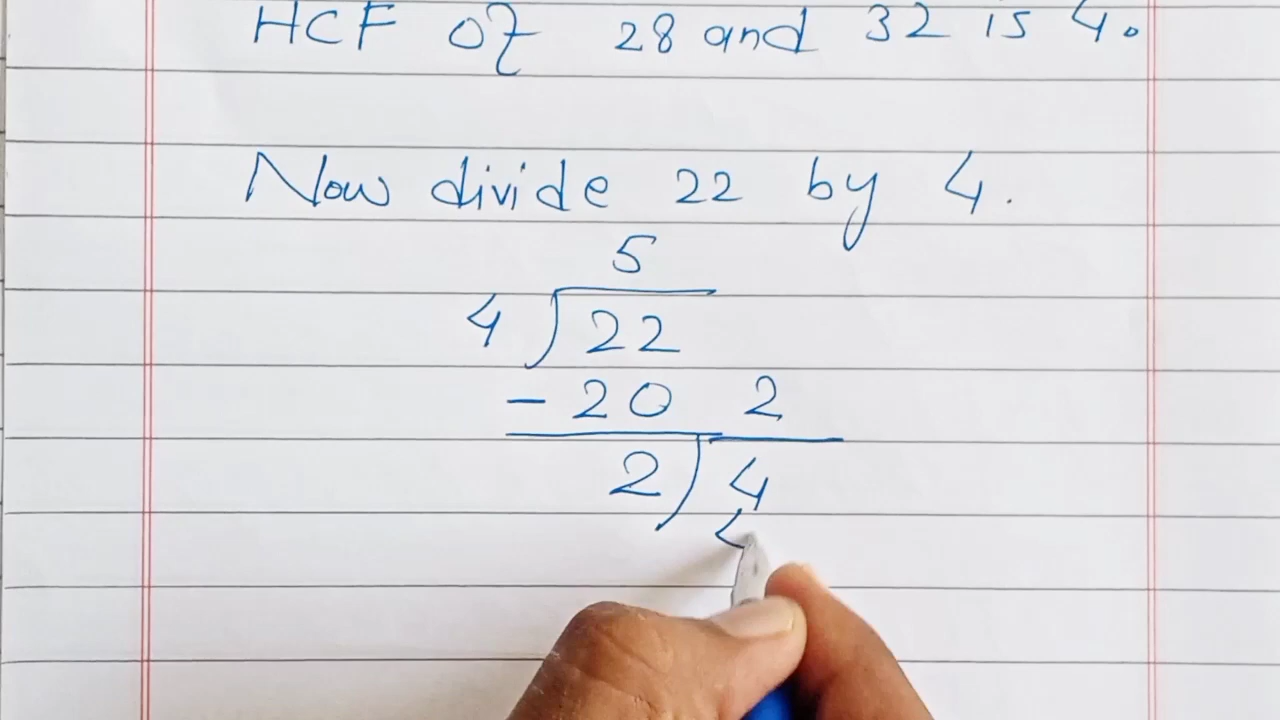 HCF of 28 and 32 is 4.
Now divide 22 by 4.
5
4 ) 22
- 20 2
2 ) 4